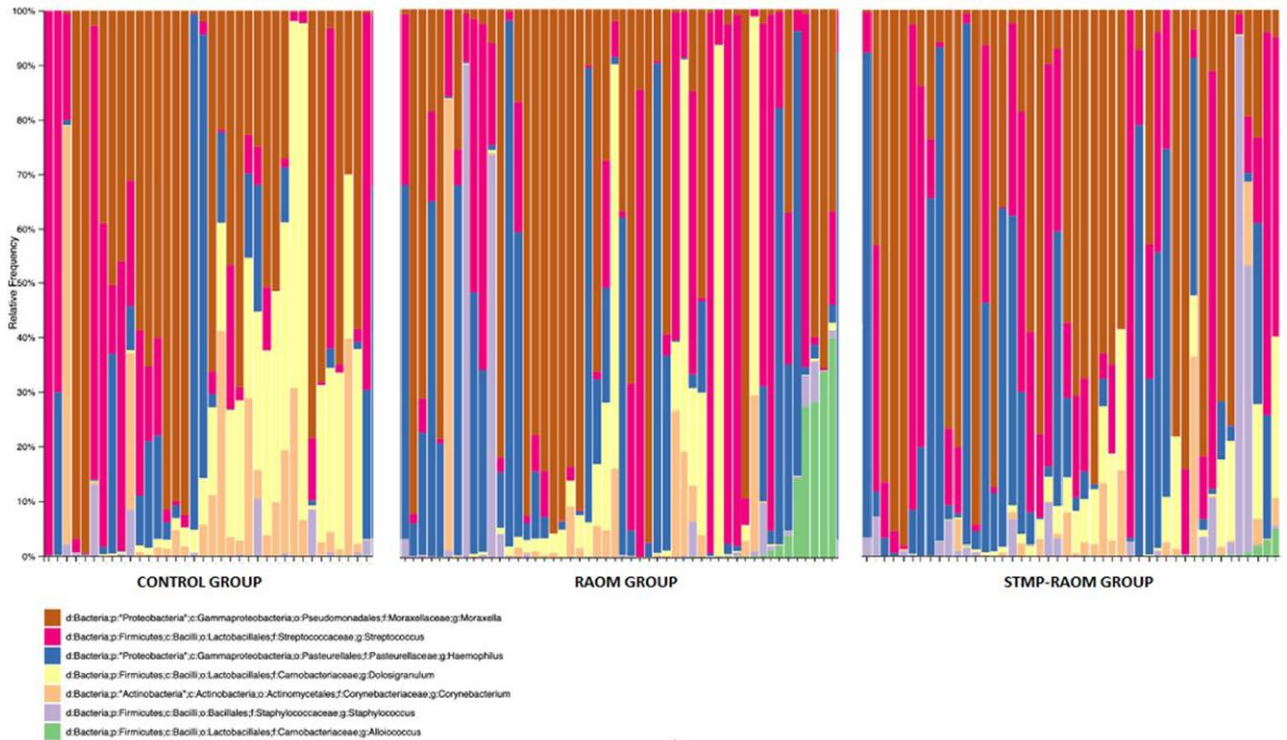 100%
90%
80%
70%
60%
50%
40%
30%
20%
10%
0%
Relative Frequency
CONTROL GROUP
RAOM GROUP
STMP-RAOM GROUP
d:Bacteria;p:"Proteobacteria";c:Gammaproteobacteria;o:Pseudomonadales;f:Moraxellaceae;g:Moraxella
d:Bacteria;p:Firmicutes;c:Bacilli;o:Lactobacillales;f:Streptococcaceae;g:Streptococcus
d:Bacteria;p:"Proteobacteria";c:Gammaproteobacteria;o:Pasteurellales;f:Pasteurellaceae;g:Haemophilus
d:Bacteria;p:Firmicutes;c:Bacilli;o:Lactobacillales;f:Carnobacteriaceae;g:Dolosigranulum
d:Bacteria;p:"Actinobacteria";c:Actinobacteria;o:Actinomycetales;f:Corynebacteriaceae;g:Corynebacterium
d:Bacteria;p:Firmicutes;c:Bacilli;o:Bacillales;f:Staphylococcaceae;g:Staphylococcus
d:Bacteria;p:Firmicutes;c:Bacilli;o:Lactobacillales;f:Carnobacteriaceae;g:Alloiococcus